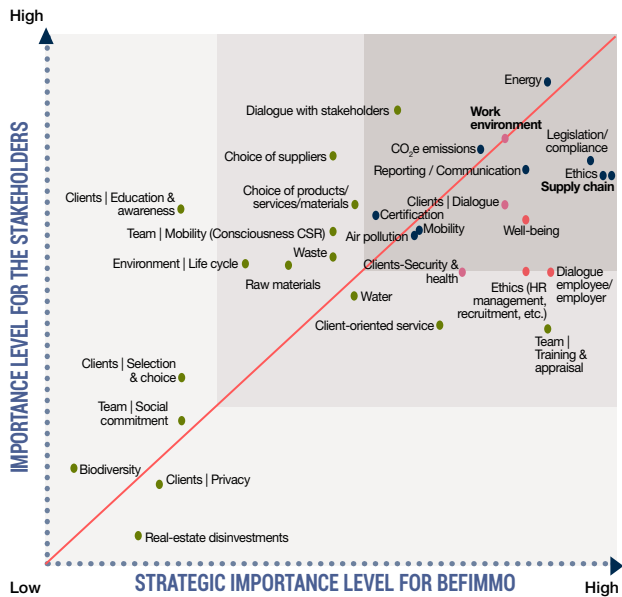 High
Energy
Dialogue with stakeholders
Work
environment
Legislation/
compliance
CO2e emissions
Choice of suppliers
Reporting / Communication
Ethics
Supply chain
Choice of products/
services/materials
Clients | Education &
awareness
Clients | Dialogue
Certification
Mobility
Well-being
Team | Mobility (Consciousness CSR)
Air pollution
Waste
Environment | Life cycle
Raw materials
Clients-Security &
health
Dialogue
employee/
employer
Ethics (HR
management,
recruitment, etc.)
Water
Client-oriented service
Team |
Training &
appraisal
Clients | Selection
& choice
Team | Social
commitment
Biodiversity
Clients | Privacy
Real-estate disinvestments
IMPORTANCE LEVEL FOR THE STAKEHOLDERS
Low
STRATEGIC IMPORTANCE LEVEL FOR BEFIMMO
High